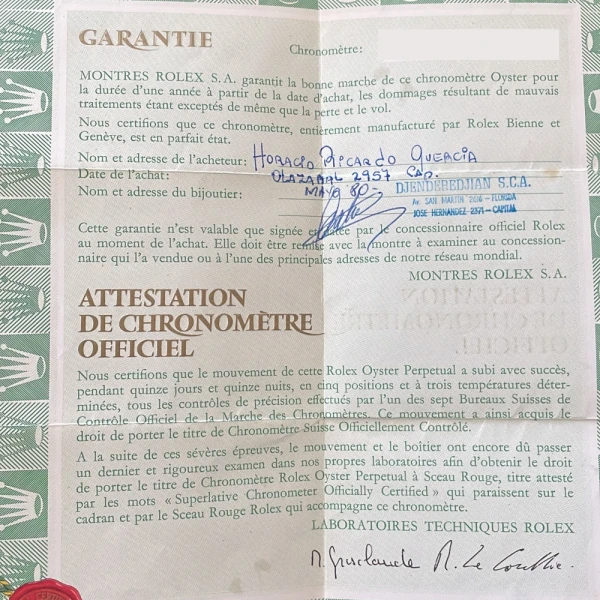 GARANTIE
Chronomètre:
MONTRES ROLEX S.A. garantit la bonne marche de ce chronomètre Oyster pour
la durée d'une année à partir de la date d'achat, les dommages résultant de mauvais
traitements étant exceptés de même que la perte et le vol.
Nous certifions que ce chronomètre, entièrement manufacturé par Rolex Bienne et
Genève, est en parfait état.
Nom et adresse de l'acheteur: HORACIO RICARDO QUERCIA
Date de l'achat: OLAZABAL 2957 CAP.
Nom et adresse du bijoutier: MAYO 80-
DJENDEREDJIAN S.C.A.
Av. SAN MARTIN 2616 - FLORIDA
JOSE HERNANDEZ 2371 - CAPITAL
Cette garantie n'est valable que signée et datée par le concessionnaire officiel Rolex
au moment de l'achat. Elle doit être remise avec la montre à examiner au concession-
naire qui l'a vendue ou à l'une des principales adresses de notre réseau mondial.
MONTRES ROLEX S.A.
ATTESTATION
DE CHRONOMÈTRE
OFFICIEL
Nous certifions que le mouvement de cette Rolex Oyster Perpetual a subi avec succès,
pendant quinze jours et quinze nuits, en cinq positions et à trois températures déter-
minées, tous les contrôles de précision effectués par l'un des sept Bureaux Suisses de
Contrôle Officiel de la Marche des Chronomètres. Ce mouvement a ainsi acquis le
droit de porter le titre de Chronomètre Suisse Officiellement Contrôlé.
A la suite de ces sévères épreuves, le mouvement et le boîtier ont encore dû passer
un dernier et rigoureux examen dans nos propres laboratoires afin d'obtenir le droit
de porter le titre de Chronomètre Rolex Oyster Perpetual à Sceau Rouge, titre attesté
par les mots « Superlative Chronometer Officially Certified » qui paraissent sur le
cadran et par le Sceau Rouge Rolex qui accompagne ce chronomètre.
LABORATOIRES TECHNIQUES ROLEX